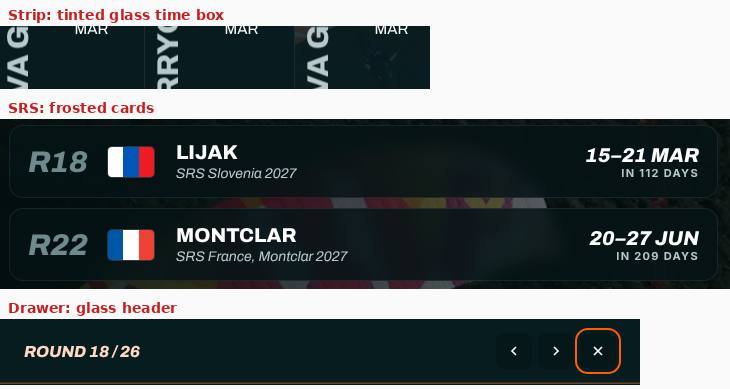 Strip: tinted glass time box
MAR
MAR
MAR
SRS: frosted cards
R18
LIJAK
SRS Slovenia 2027
15–21 MAR
IN 112 DAYS
R22
MONTCLAR
SRS France, Montclar 2027
20–27 JUN
IN 209 DAYS
Drawer: glass header
ROUND 18 / 26